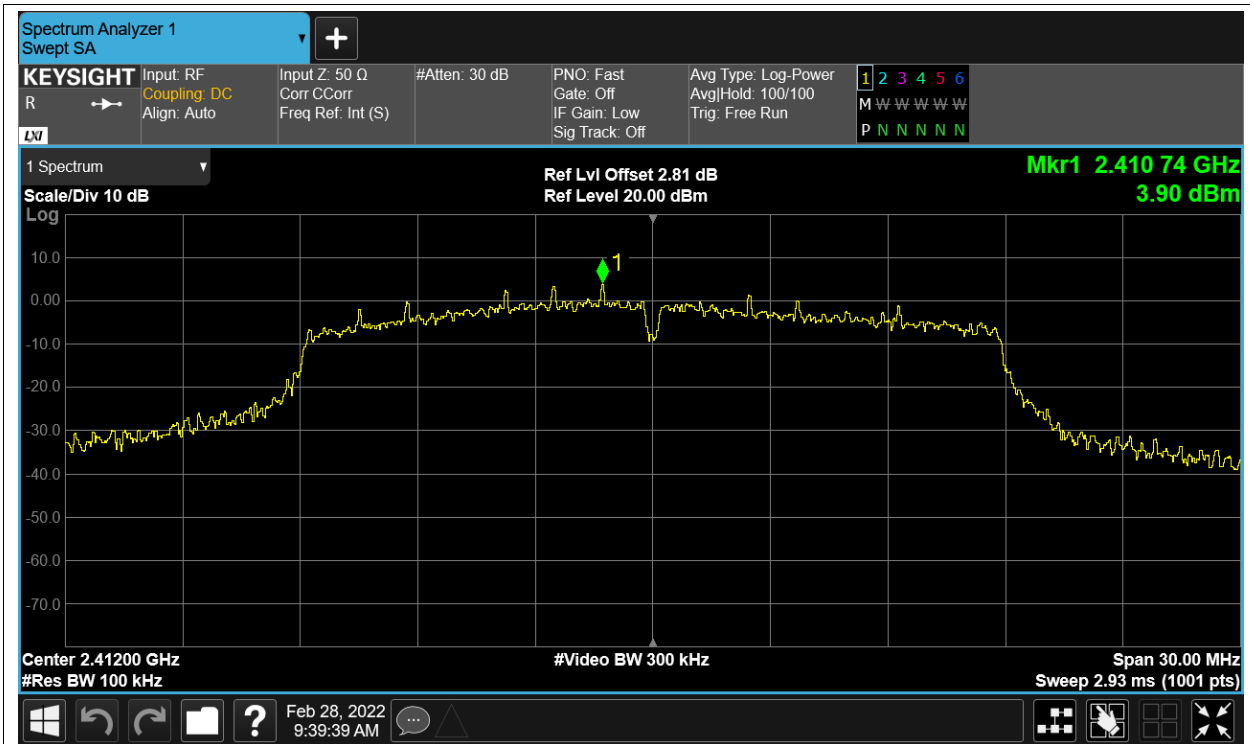 Spectrum Analyzer 1
Swept SA
KEYSIGHT
R
LXI
Input: RF
Coupling: DC
Align: Auto
Input Z: 50 Ω
Corr CCorr
Freq Ref: Int (S)
#Atten: 30 dB
PNO: Fast
Gate: Off
IF Gain: Low
Sig Track: Off
Avg Type: Log-Power
Avg|Hold: 100/100
Trig: Free Run
1 2 3 4 5 6
M W W W W W
P N N N N N
1 Spectrum
Scale/Div 10 dB
Log
Ref Lvl Offset 2.81 dB
Ref Level 20.00 dBm
Mkr1 2.410 74 GHz
3.90 dBm
1
10.0
0.00
-10.0
-20.0
-30.0
-40.0
-50.0
-60.0
-70.0
Center 2.41200 GHz
#Res BW 100 kHz
#Video BW 300 kHz
Span 30.00 MHz
Sweep 2.93 ms (1001 pts)
?
Feb 28, 2022
9:39:39 AM